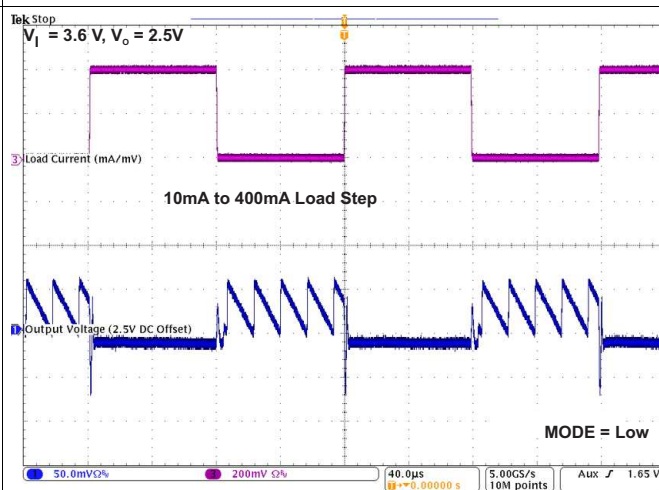 Tek Stop
V_I = 3.6 V, V_o = 2.5V
T
3 Load Current (mA/mV)
10mA to 400mA Load Step
1 Output Voltage (2.5V DC Offset)
MODE = Low
1 50.0mVΩ 3 200mV Ω
40.0µs
T→▼0.00000 s
5.00GS/s
10M points
Aux ∫ 1.65 V